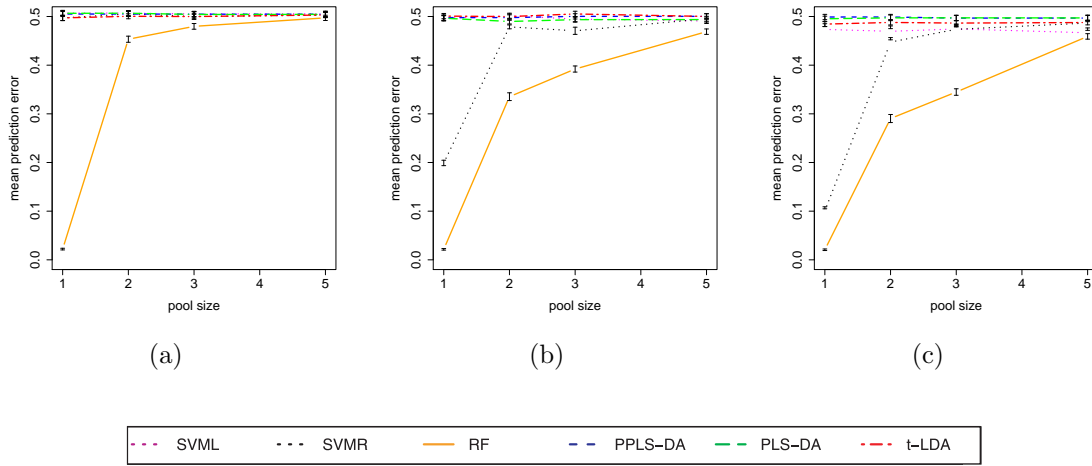 mean prediction error
0.5
0.4
0.3
0.2
0.1
0.0
1 2 3 4 5
pool size
(a)
mean prediction error
0.5
0.4
0.3
0.2
0.1
0.0
1 2 3 4 5
pool size
(b)
mean prediction error
0.5
0.4
0.3
0.2
0.1
0.0
1 2 3 4 5
pool size
(c)
SVML SVMR RF PPLS−DA PLS−DA t−LDA